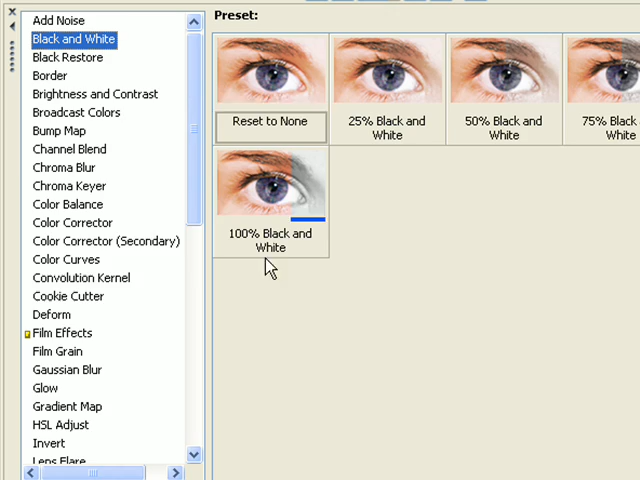 Add Noise
Black and White
Black Restore
Border
Brightness and Contrast
Broadcast Colors
Bump Map
Channel Blend
Chroma Blur
Chroma Keyer
Color Balance
Color Corrector
Color Corrector (Secondary)
Color Curves
Convolution Kernel
Cookie Cutter
Deform
Film Effects
Film Grain
Gaussian Blur
Glow
Gradient Map
HSL Adjust
Invert
Lens Flare
Preset:
Reset to None
25% Black and
White
50% Black and
White
75% Black and
White
100% Black and
White